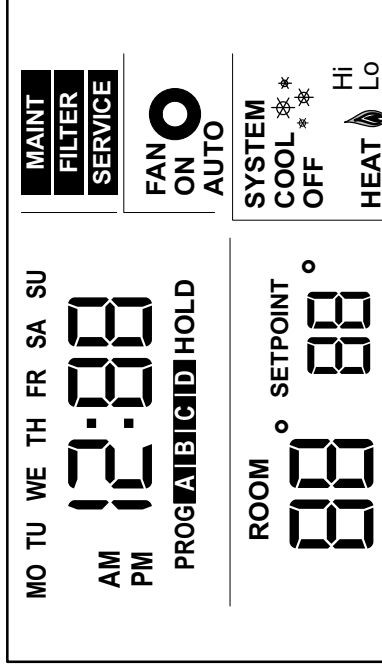 MO TU WE TH FR SA SU
AM
PM
12:88
PROG A B C D HOLD
MAINT
FILTER
SERVICE
FAN
ON
AUTO
ROOM
88°
SETPOINT
88°
SYSTEM
COOL
OFF
HEAT
Hi
Lo